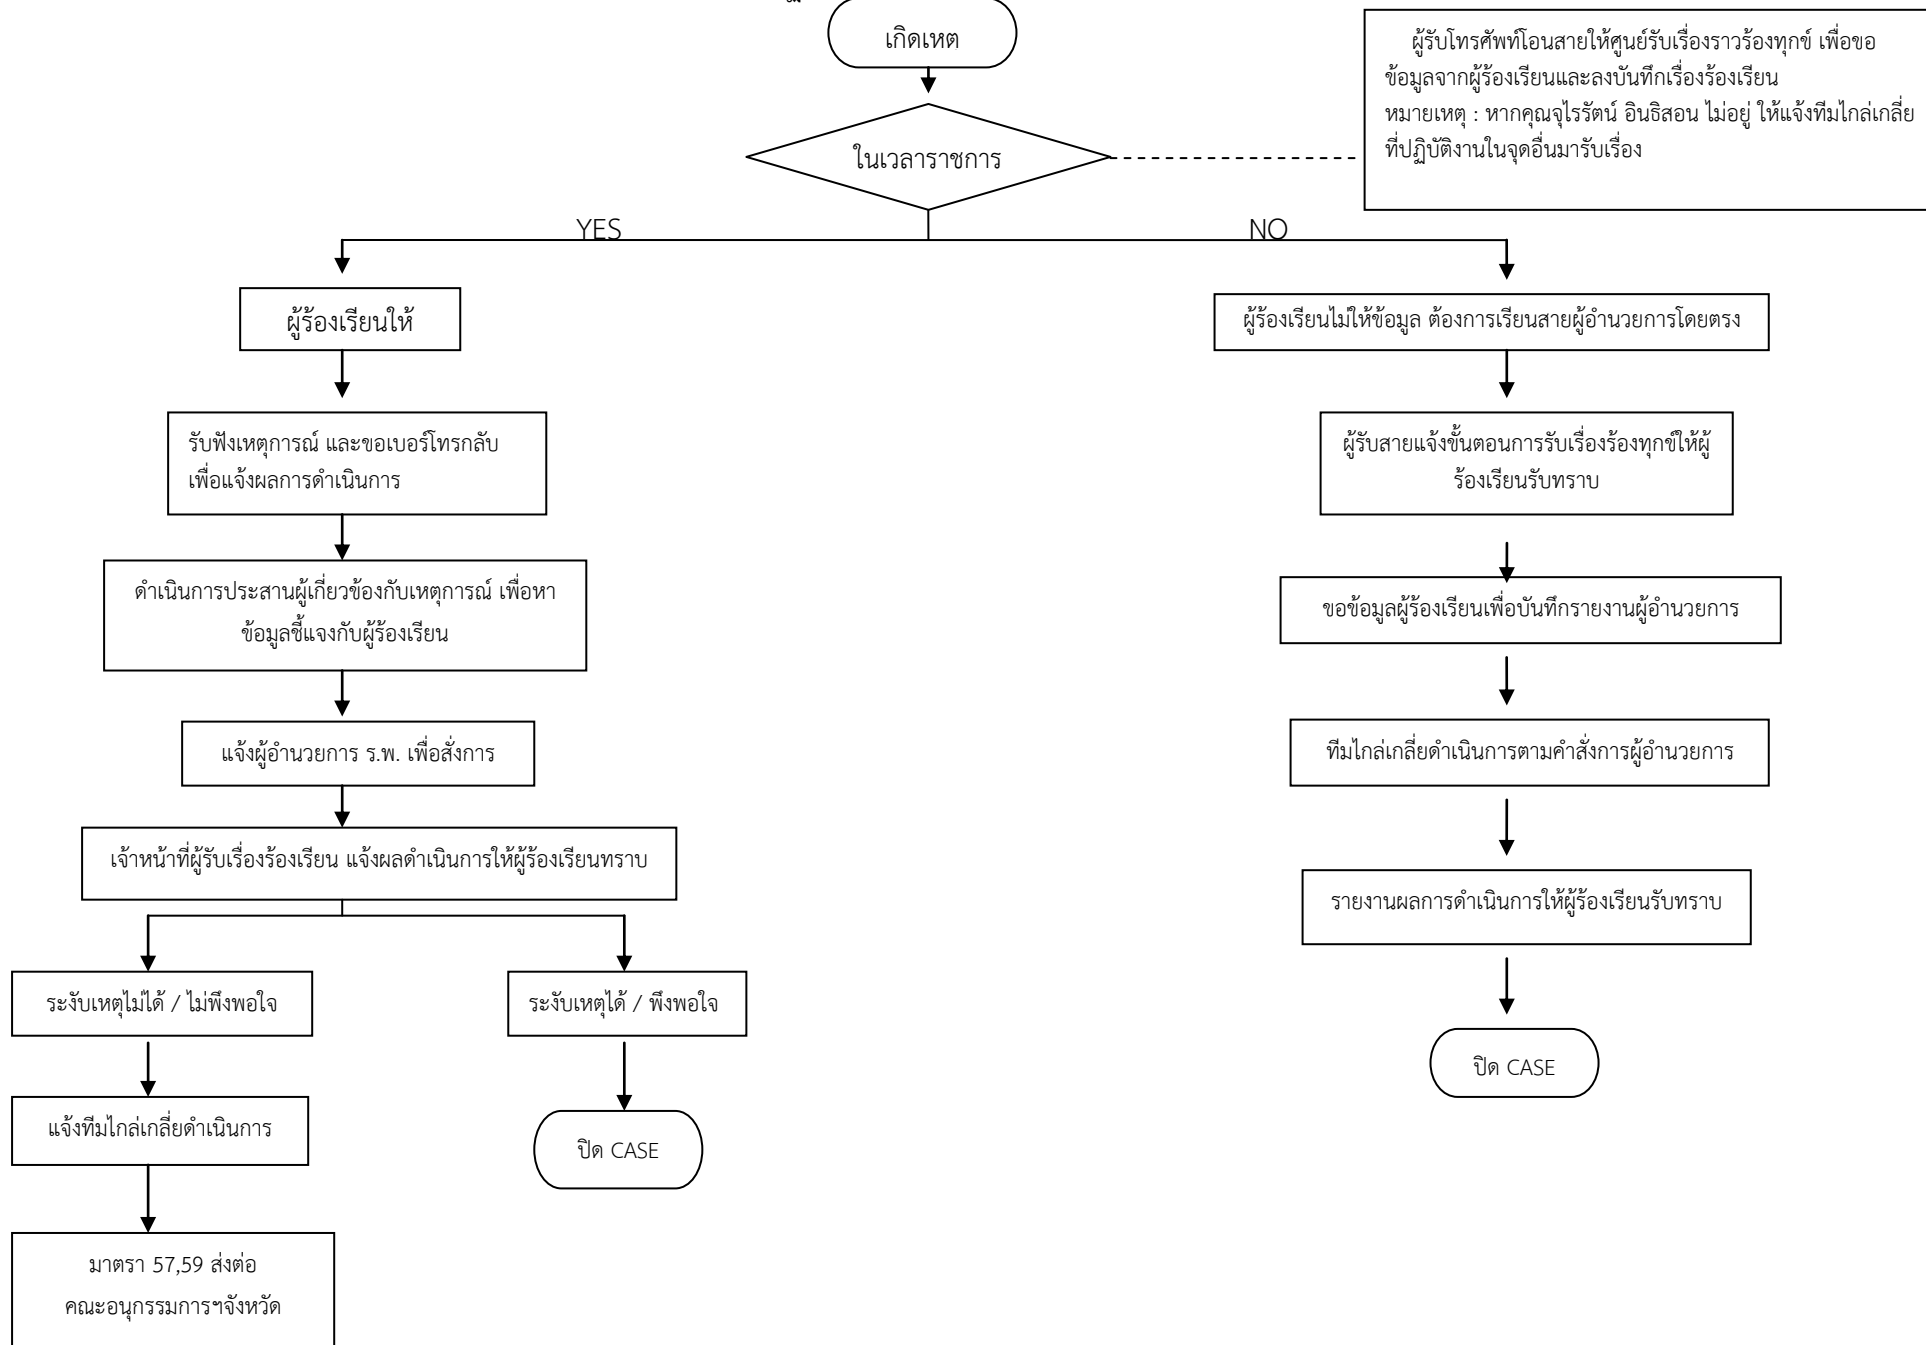 เกิดเหต
ผู้รับโทรศัพท์โอนสายให้ศูนย์รับเรื่องราวร้องทุกข์ เพื่อขอ
ข้อมูลจากผู้ร้องเรียนและลงบันทึกเรื่องร้องเรียน
หมายเหตุ : หากคุณจุไรรัตน์ อินธิสอน ไม่อยู่ ให้แจ้งทีมไกล่เกลี่ย
ที่ปฏิบัติงานในจุดอื่นมารับเรื่อง
ในเวลาราชการ
YES
NO
ผู้ร้องเรียนให้
รับฟังเหตุการณ์ และขอเบอร์โทรกลับ
เพื่อแจ้งผลการดำเนินการ
ดำเนินการประสานผู้เกี่ยวข้องกับเหตุการณ์ เพื่อหา
ข้อมูลชี้แจงกับผู้ร้องเรียน
แจ้งผู้อำนวยการ ร.พ. เพื่อสั่งการ
เจ้าหน้าที่ผู้รับเรื่องร้องเรียน แจ้งผลดำเนินการให้ผู้ร้องเรียนทราบ
ระงับเหตุไม่ได้ / ไม่พึงพอใจ
ระงับเหตุได้ / พึงพอใจ
แจ้งทีมไกล่เกลี่ยดำเนินการ
ปิด CASE
มาตรา 57,59 ส่งต่อ
คณะอนุกรรมการฯจังหวัด
ผู้ร้องเรียนไม่ให้ข้อมูล ต้องการเรียนสายผู้อำนวยการโดยตรง
ผู้รับสายแจ้งขั้นตอนการรับเรื่องร้องทุกข์ให้ผู้
ร้องเรียนรับทราบ
ขอข้อมูลผู้ร้องเรียนเพื่อบันทึกรายงานผู้อำนวยการ
ทีมไกล่เกลี่ยดำเนินการตามคำสั่งการผู้อำนวยการ
รายงานผลการดำเนินการให้ผู้ร้องเรียนรับทราบ
ปิด CASE